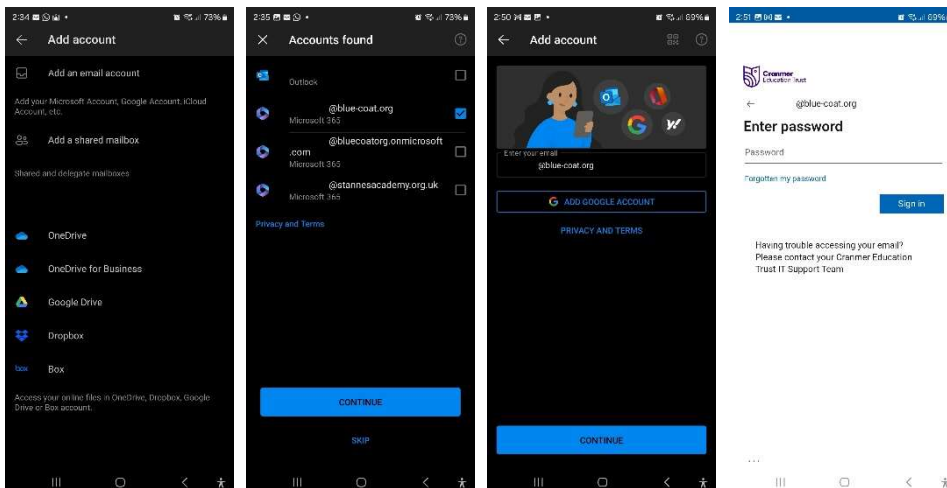 2:34 73%
Add account
Add an email account
Add your Microsoft Account, Google Account, iCloud
Account, etc.
Add a shared mailbox
Shared and delegate mailboxes
OneDrive
OneDrive for Business
Google Drive
Dropbox
box Box
Access your online files in OneDrive, Dropbox, Google
Drive or Box account.
2:35 73%
Accounts found
Outlook
@blue-coat.org
Microsoft 365
@bluecoatorg.onmicrosoft
.com
Microsoft 365
@stannesacademy.org.uk
Microsoft 365
Privacy and Terms
CONTINUE
SKIP
2:50 69%
Add account
Enter your email
@blue-coat.org
ADD GOOGLE ACCOUNT
PRIVACY AND TERMS
CONTINUE
2:51 69%
Cranmer
Education Trust
@blue-coat.org
Enter password
Password
Forgotten my password
Sign in
Having trouble accessing your email?
Please contact your Cranmer Education
Trust IT Support Team